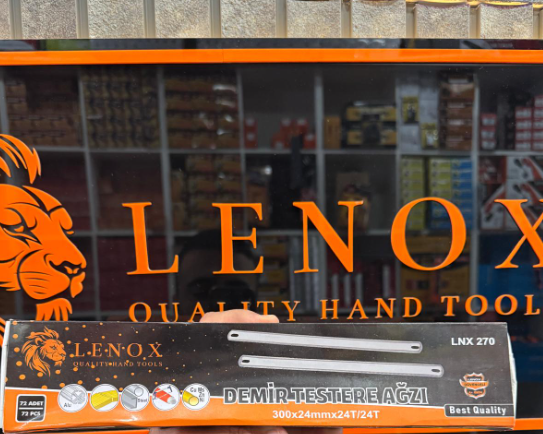 LENOX
QUALITY HAND TOOL
LENOX
QUALITY HAND TOOLS
LNX 270
72 ADET
72 PCS
DEMİR TESTERE AĞZI
300x24mmx24T/24T
Best Quality